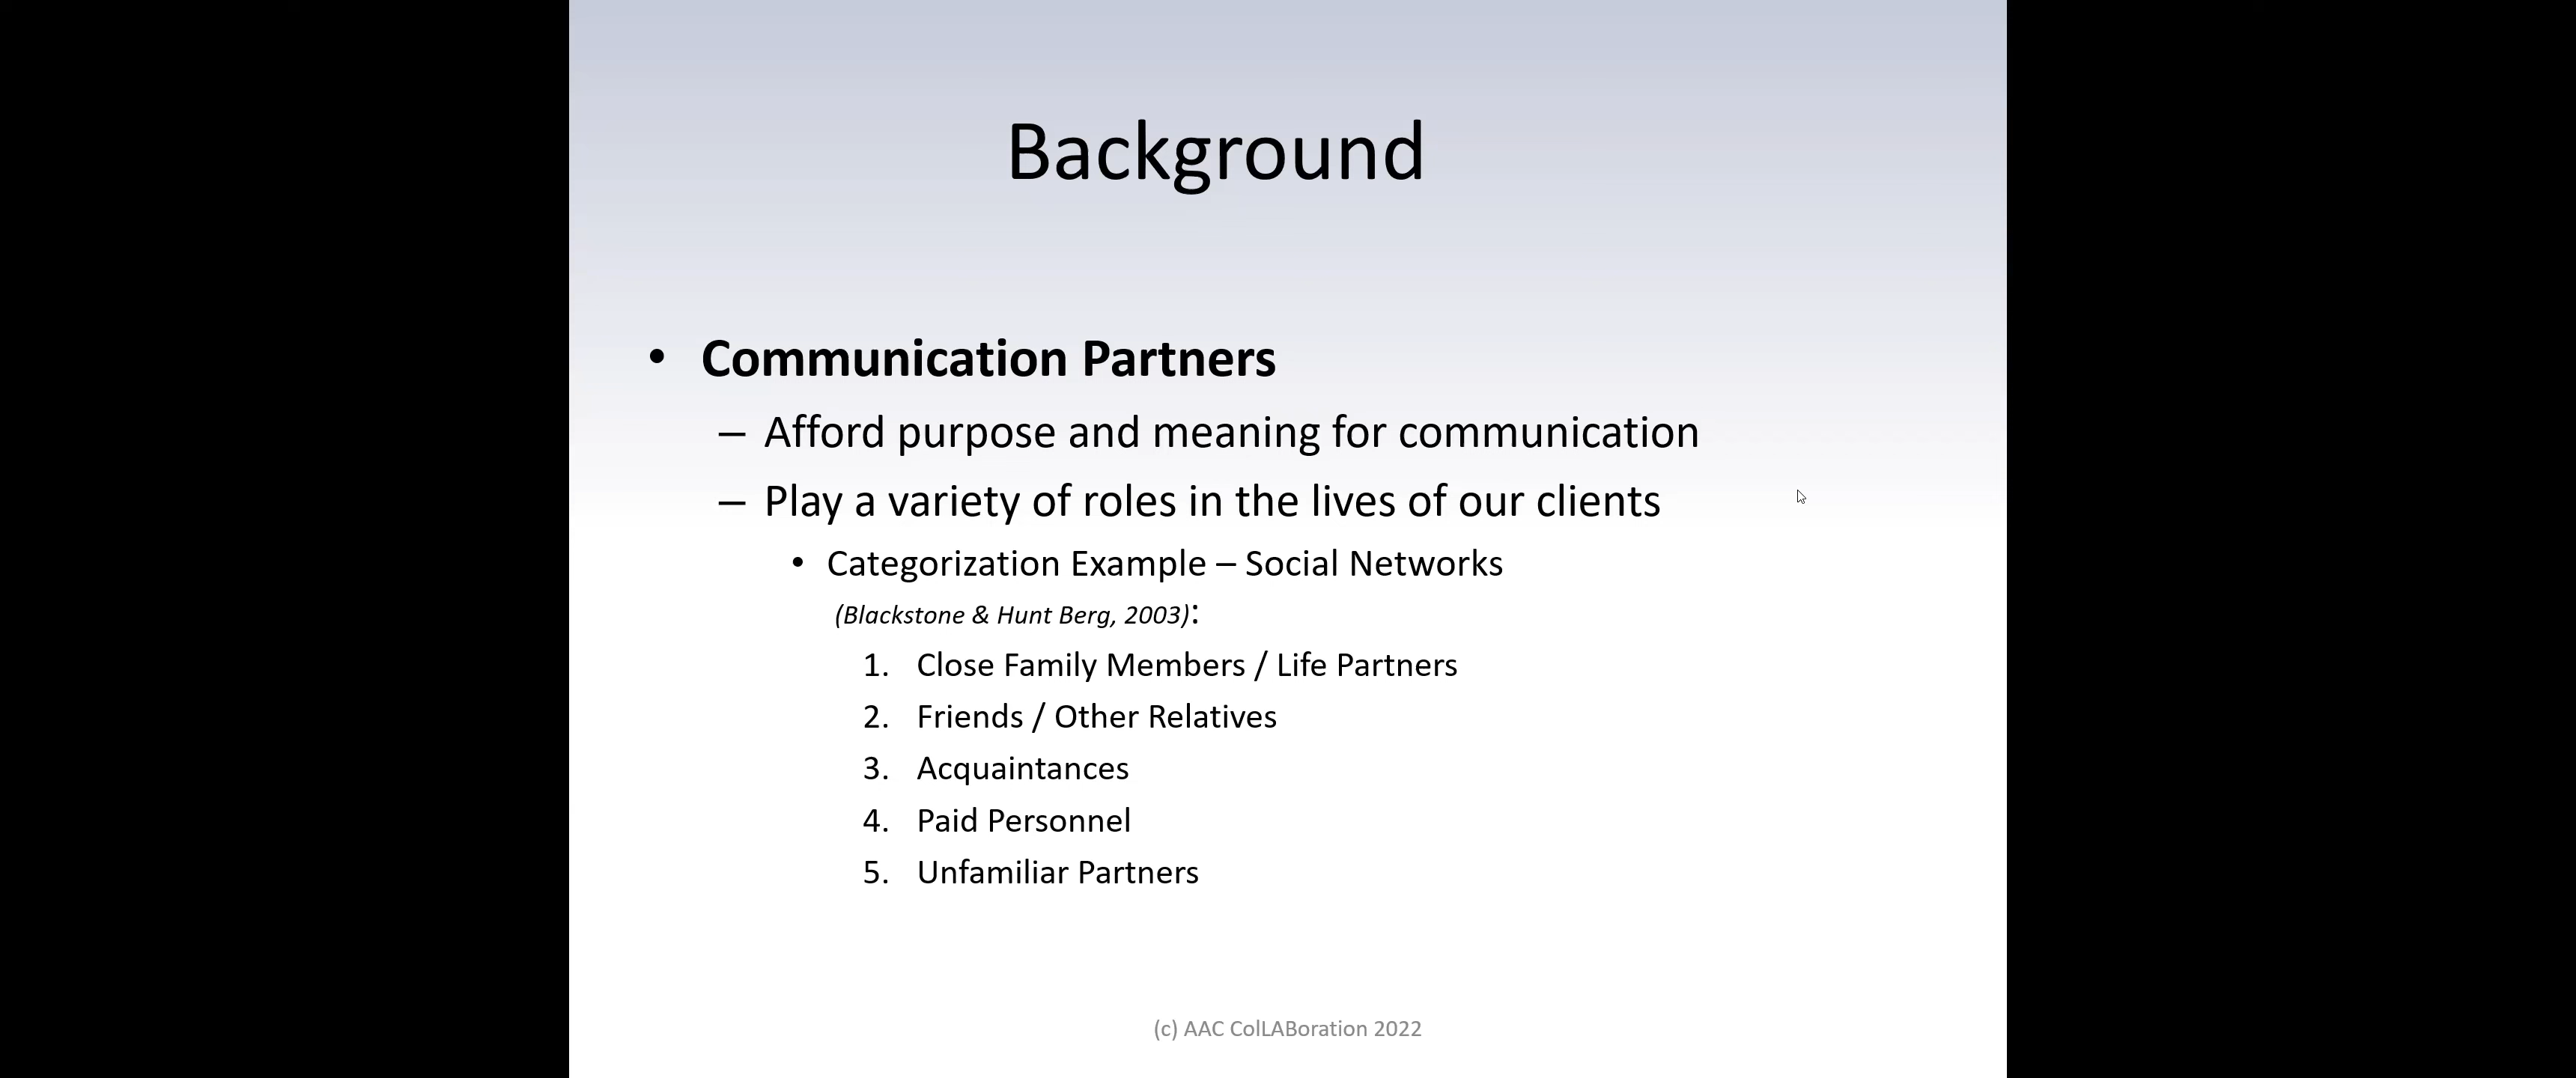 Background
• Communication Partners
– Afford purpose and meaning for communication
– Play a variety of roles in the lives of our clients
• Categorization Example – Social Networks
(Blackstone & Hunt Berg, 2003):
1. Close Family Members / Life Partners
2. Friends / Other Relatives
3. Acquaintances
4. Paid Personnel
5. Unfamiliar Partners
(c) AAC ColLABoration 2022